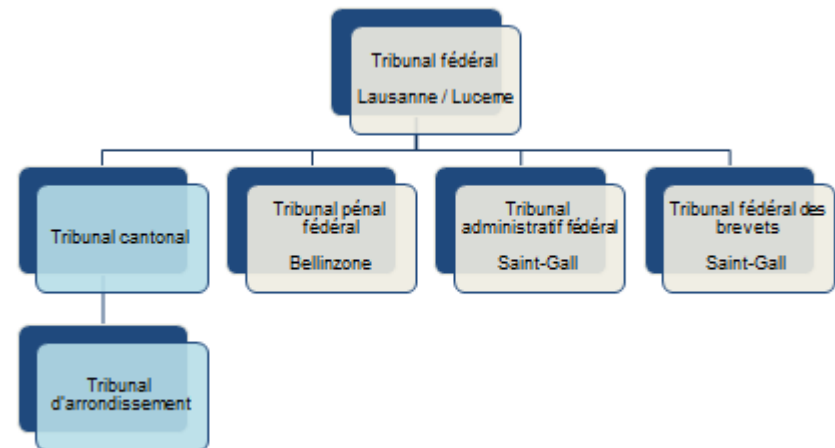 Tribunal fédéral
Lausanne / Lucerne
Tribunal cantonal
Tribunal pénal
fédéral
Bellinzone
Tribunal
administratif fédéral
Saint-Gall
Tribunal fédéral des
brevets
Saint-Gall
Tribunal
d'arrondissement